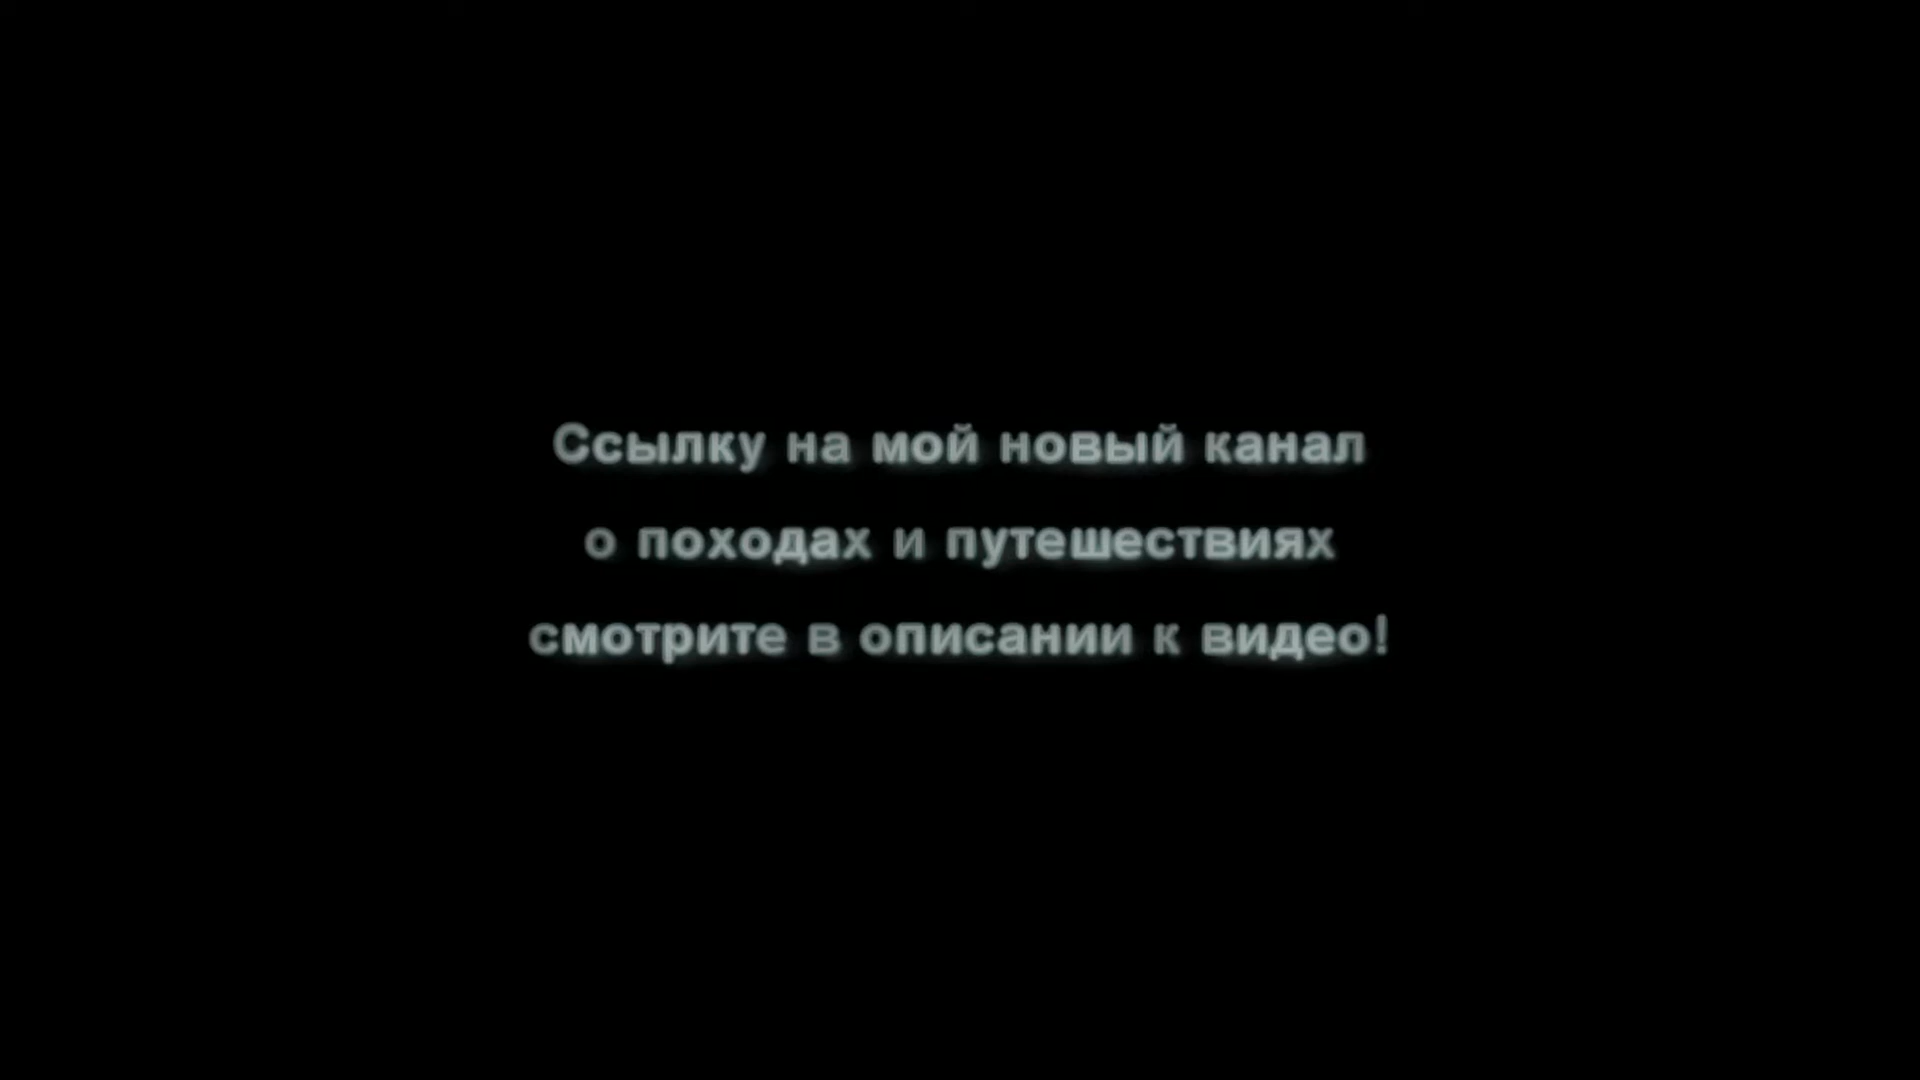 Ссылку на мой новый канал
о походах и путешествиях
смотрите в описании к видео!